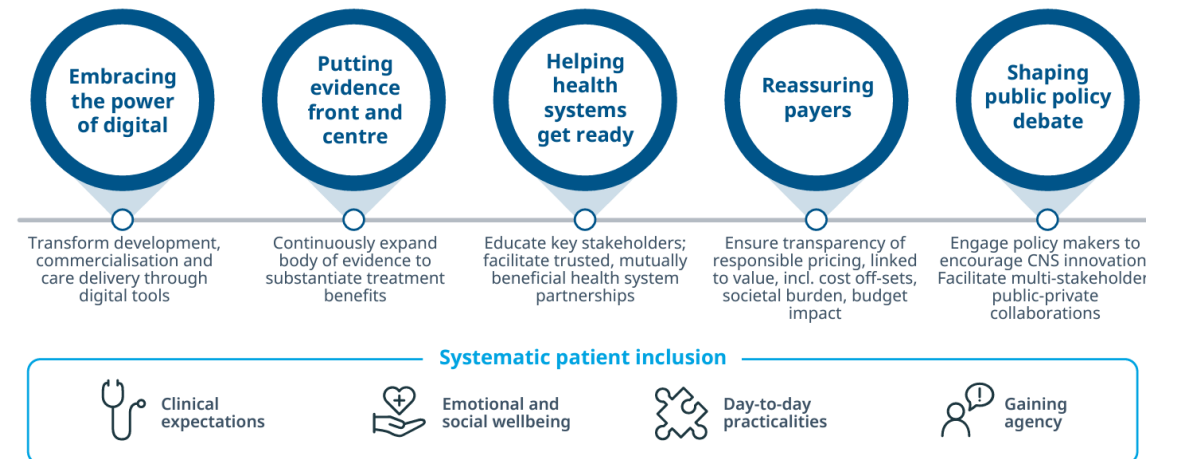 Embracing
the power
of digital
Transform development,
commercialisation and
care delivery through
digital tools
Putting
evidence
front and
centre
Continuously expand
body of evidence to
substantiate treatment
benefits
Helping
health
systems
get ready
Educate key stakeholders;
facilitate trusted, mutually
beneficial health system
partnerships
Reassuring
payers
Ensure transparency of
responsible pricing, linked
to value, incl. cost off-sets,
societal burden, budget
impact
Shaping
public policy
debate
Engage policy makers to
encourage CNS innovation
Facilitate multi-stakeholder
public-private
collaborations
Systematic patient inclusion
Clinical
expectations
Emotional and
social wellbeing
Day-to-day
practicalities
Gaining
agency